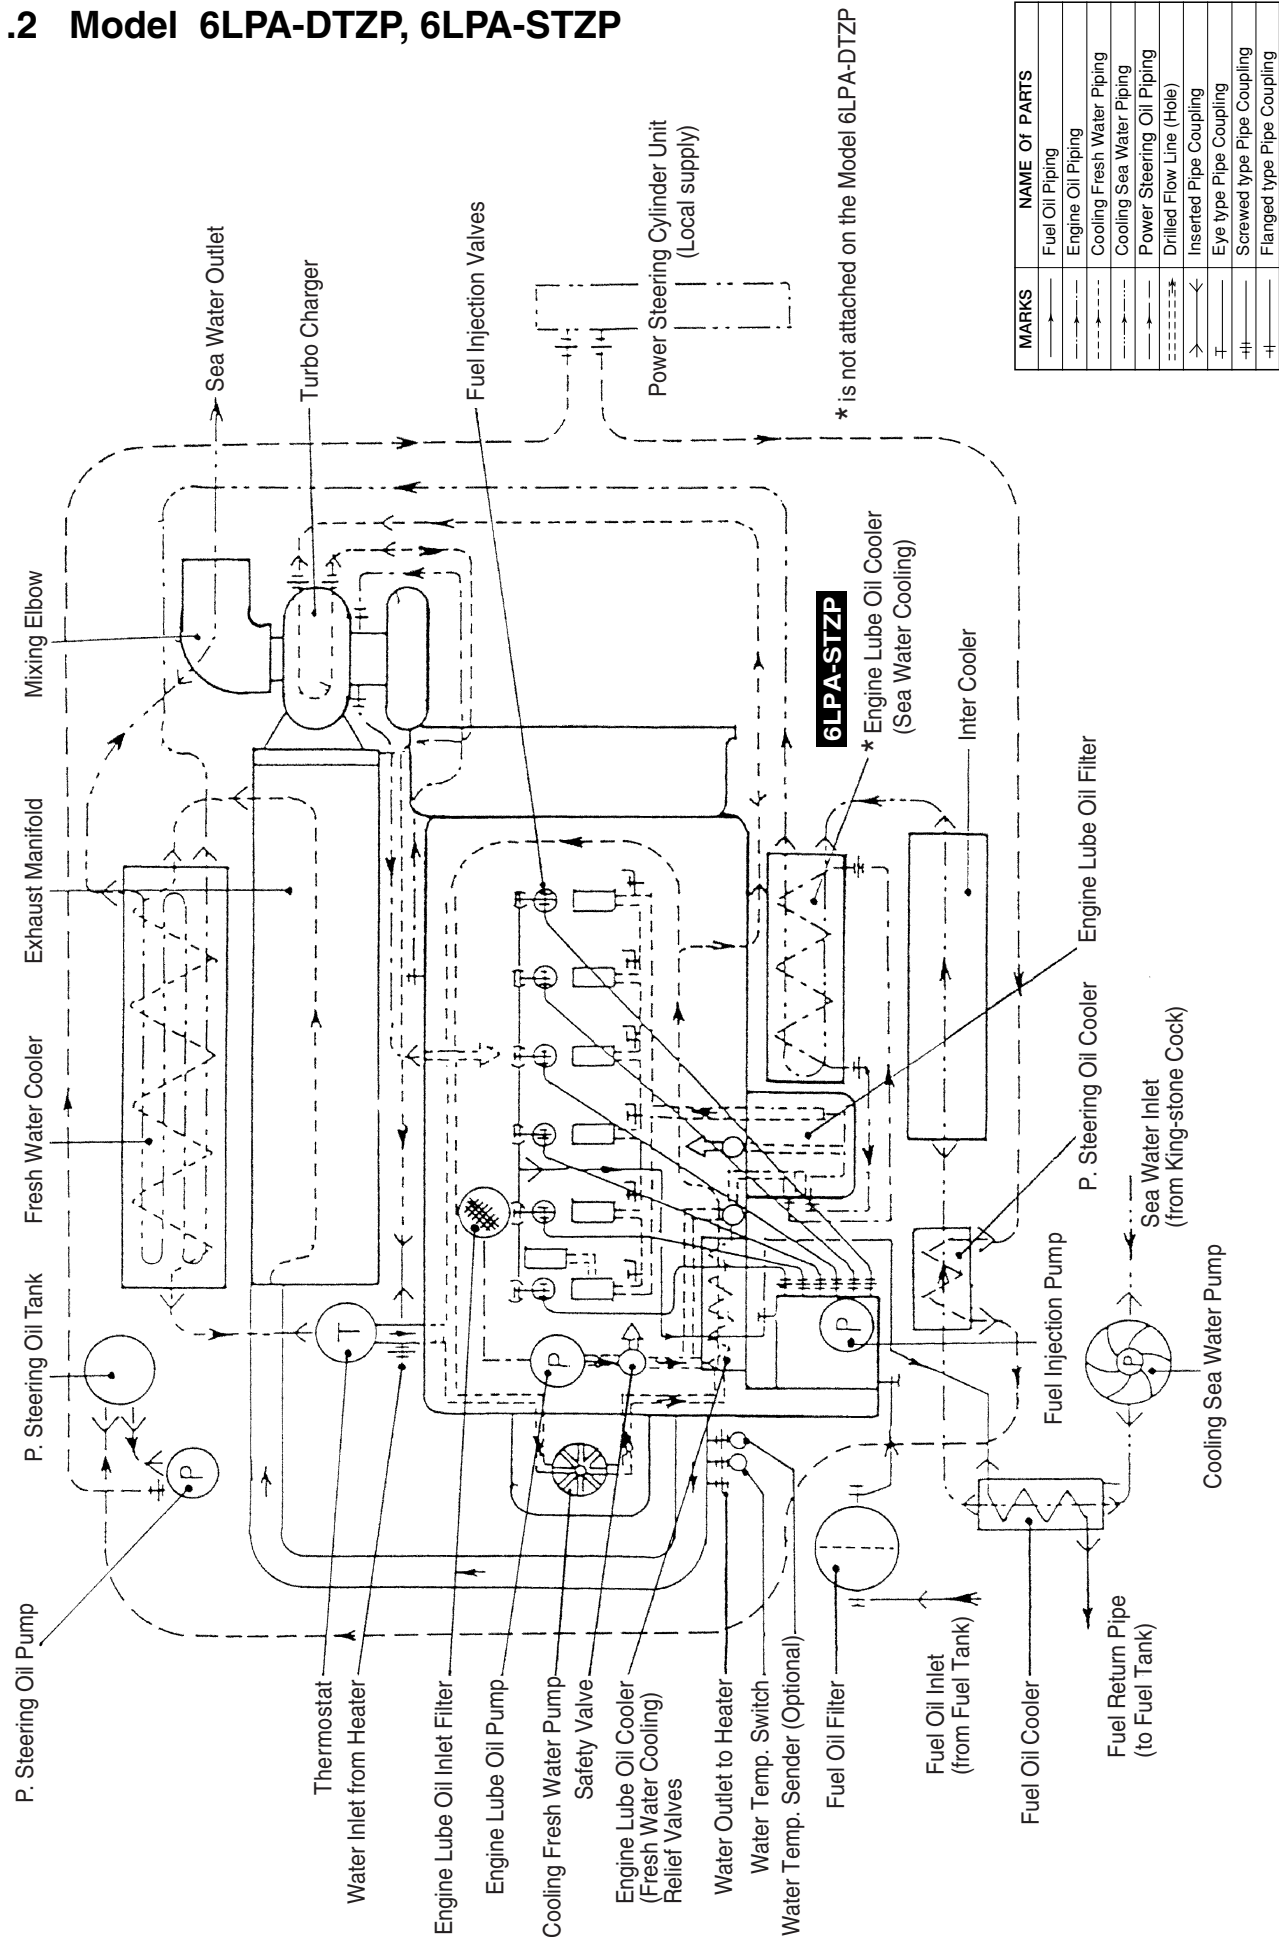 .2 Model 6LPA-DTZP, 6LPA-STZP
P. Steering Oil Pump
P. Steering Oil Tank
Fresh Water Cooler
Exhaust Manifold
Mixing Elbow
Sea Water Outlet
Turbo Charger
Fuel Injection Valves
Power Steering Cylinder Unit
(Local supply)
* is not attached on the Model 6LPA-DTZP
6LPA-STZP
* Engine Lube Oil Cooler
(Sea Water Cooling)
Inter Cooler
Engine Lube Oil Filter
P. Steering Oil Cooler
Sea Water Inlet
(from King-stone Cock)
Cooling Sea Water Pump
Fuel Injection Pump
Thermostat
Water Inlet from Heater
Engine Lube Oil Inlet Filter
Engine Lube Oil Pump
Cooling Fresh Water Pump
Safety Valve
Engine Lube Oil Cooler
(Fresh Water Cooling)
Relief Valves
Water Outlet to Heater
Water Temp. Switch
Water Temp. Sender (Optional)
Fuel Oil Filter
Fuel Oil Inlet
(from Fuel Tank)
Fuel Oil Cooler
Fuel Return Pipe
(to Fuel Tank)
P
T
P
P
P
MARKS NAME Of PARTS
Fuel Oil Piping
Engine Oil Piping
Cooling Fresh Water Piping
Cooling Sea Water Piping
Power Steering Oil Piping
Drilled Flow Line (Hole)
Inserted Pipe Coupling
Eye type Pipe Coupling
Screwed type Pipe Coupling
Flanged type Pipe Coupling